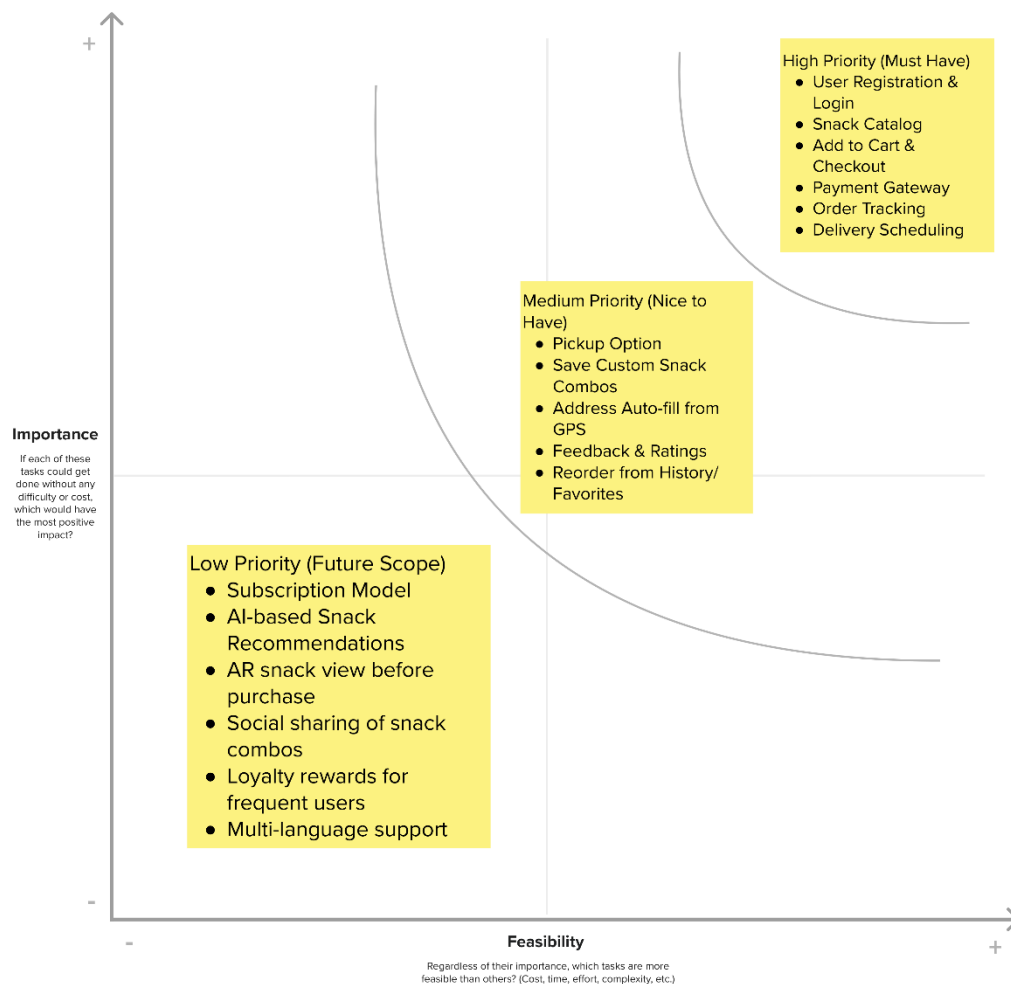 +
High Priority (Must Have)
● User Registration &
Login
● Snack Catalog
● Add to Cart &
Checkout
● Payment Gateway
● Order Tracking
● Delivery Scheduling
Medium Priority (Nice to
Have)
● Pickup Option
● Save Custom Snack
Combos
● Address Auto-fill from
GPS
● Feedback & Ratings
● Reorder from History/
Favorites
Importance
If each of these
tasks could get
done without any
difficulty or cost,
which would have
the most positive
impact?
Low Priority (Future Scope)
● Subscription Model
● AI-based Snack
Recommendations
● AR snack view before
purchase
● Social sharing of snack
combos
● Loyalty rewards for
frequent users
● Multi-language support
-
-
Feasibility
+
Regardless of their importance, which tasks are more
feasible than others? (Cost, time, effort, complexity, etc.)